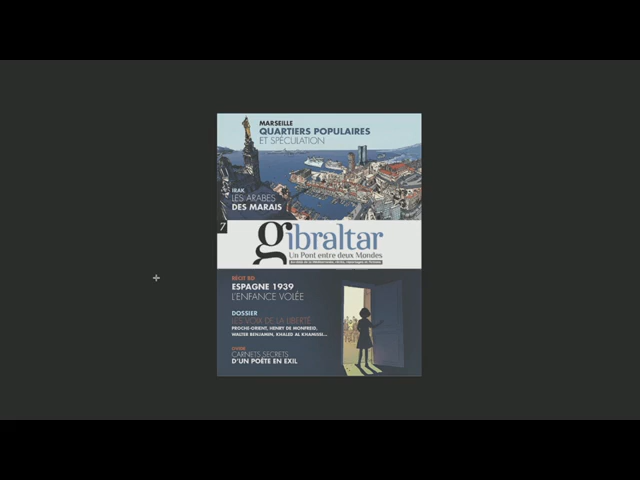 MARSEILLE
QUARTIERS POPULAIRES
ET SPÉCULATION
IRAK
LES ARABES
DES MARAIS
7
gibraltar
Un Pont entre deux Mondes
RÉCIT BD
ESPAGNE 1939
L'ENFANCE VOLÉE
DOSSIER
LES VOIX DE LA LIBERTÉ
PROCHE-ORIENT, HENRY DE MONFREID,
WALTER BENJAMIN, KHALED AL KHAMISSI...
CARNETS SECRETS
D'UN POÈTE EN EXIL